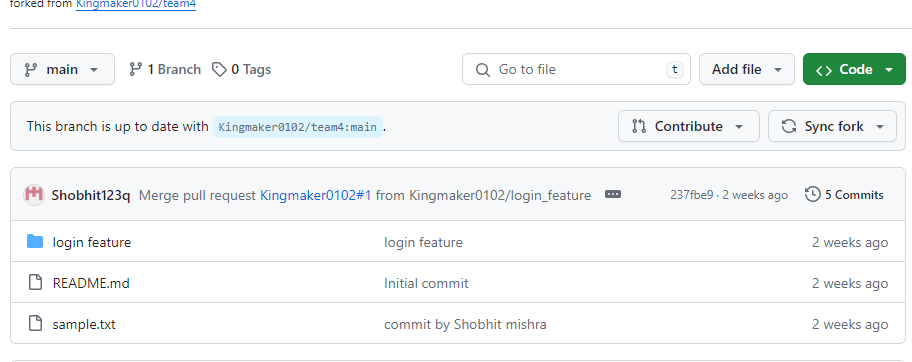 forked from Kingmaker0102/team4
main 1 Branch 0 Tags Go to file t Add file Code
This branch is up to date with Kingmaker0102/team4:main . Contribute Sync fork
Shobhit123q Merge pull request Kingmaker0102#1 from Kingmaker0102/login_feature ... 237fbe9 · 2 weeks ago 5 Commits
login feature login feature 2 weeks ago
README.md Initial commit 2 weeks ago
sample.txt commit by Shobhit mishra 2 weeks ago